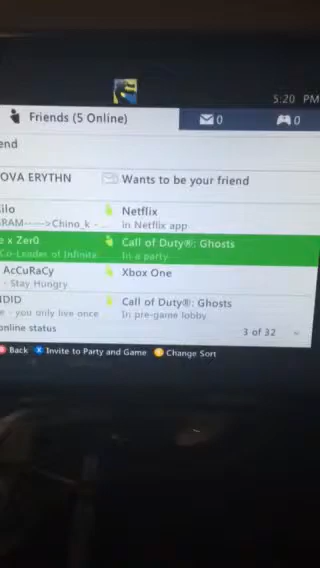 5:20 PM
Friends (5 Online) 0 0
end
OVA ERYTHN Wants to be your friend
ilo Netflix
GRAM----->Chino_k - ... In Netflix app
e x Zer0 Call of Duty®: Ghosts
Co-Leader of Infinite In a party
AcCuRaCy Xbox One
- Stay Hungry
NDID Call of Duty®: Ghosts
e - you only live once In pre-game lobby
online status 3 of 32
B Back X Invite to Party and Game Y Change Sort